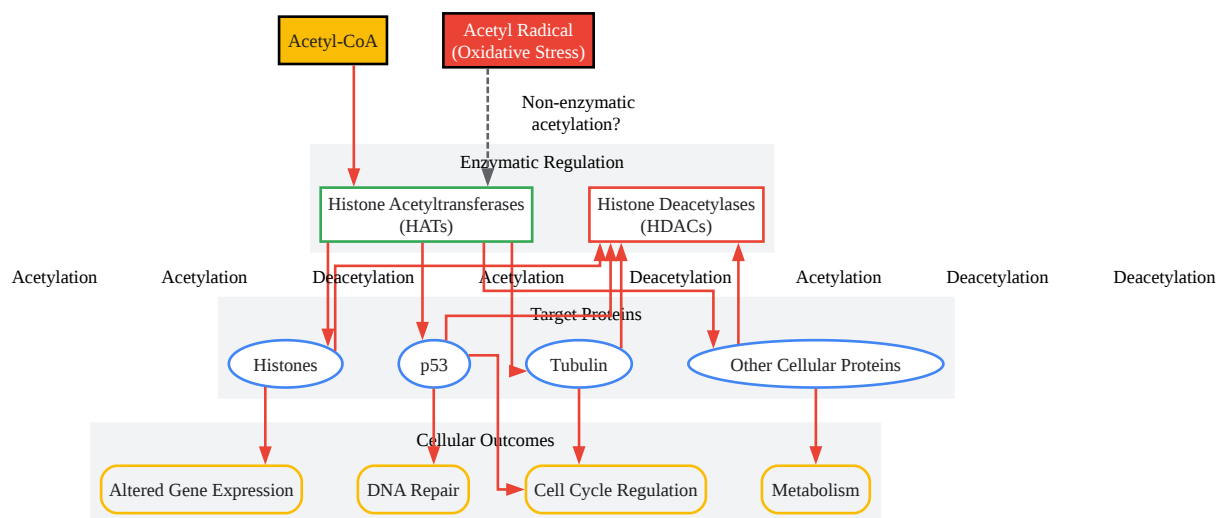 Acetyl-CoA
Acetyl Radical
(Oxidative Stress)
Non-enzymatic
acetylation?
Enzymatic Regulation
Histone Acetyltransferases
(HATs)
Histone Deacetylases
(HDACs)
Acetylation
Acetylation
Deacetylation
Acetylation
Deacetylation
Acetylation
Deacetylation
Deacetylation
Target Proteins
Histones
p53
Tubulin
Other Cellular Proteins
Cellular Outcomes
Altered Gene Expression
DNA Repair
Cell Cycle Regulation
Metabolism